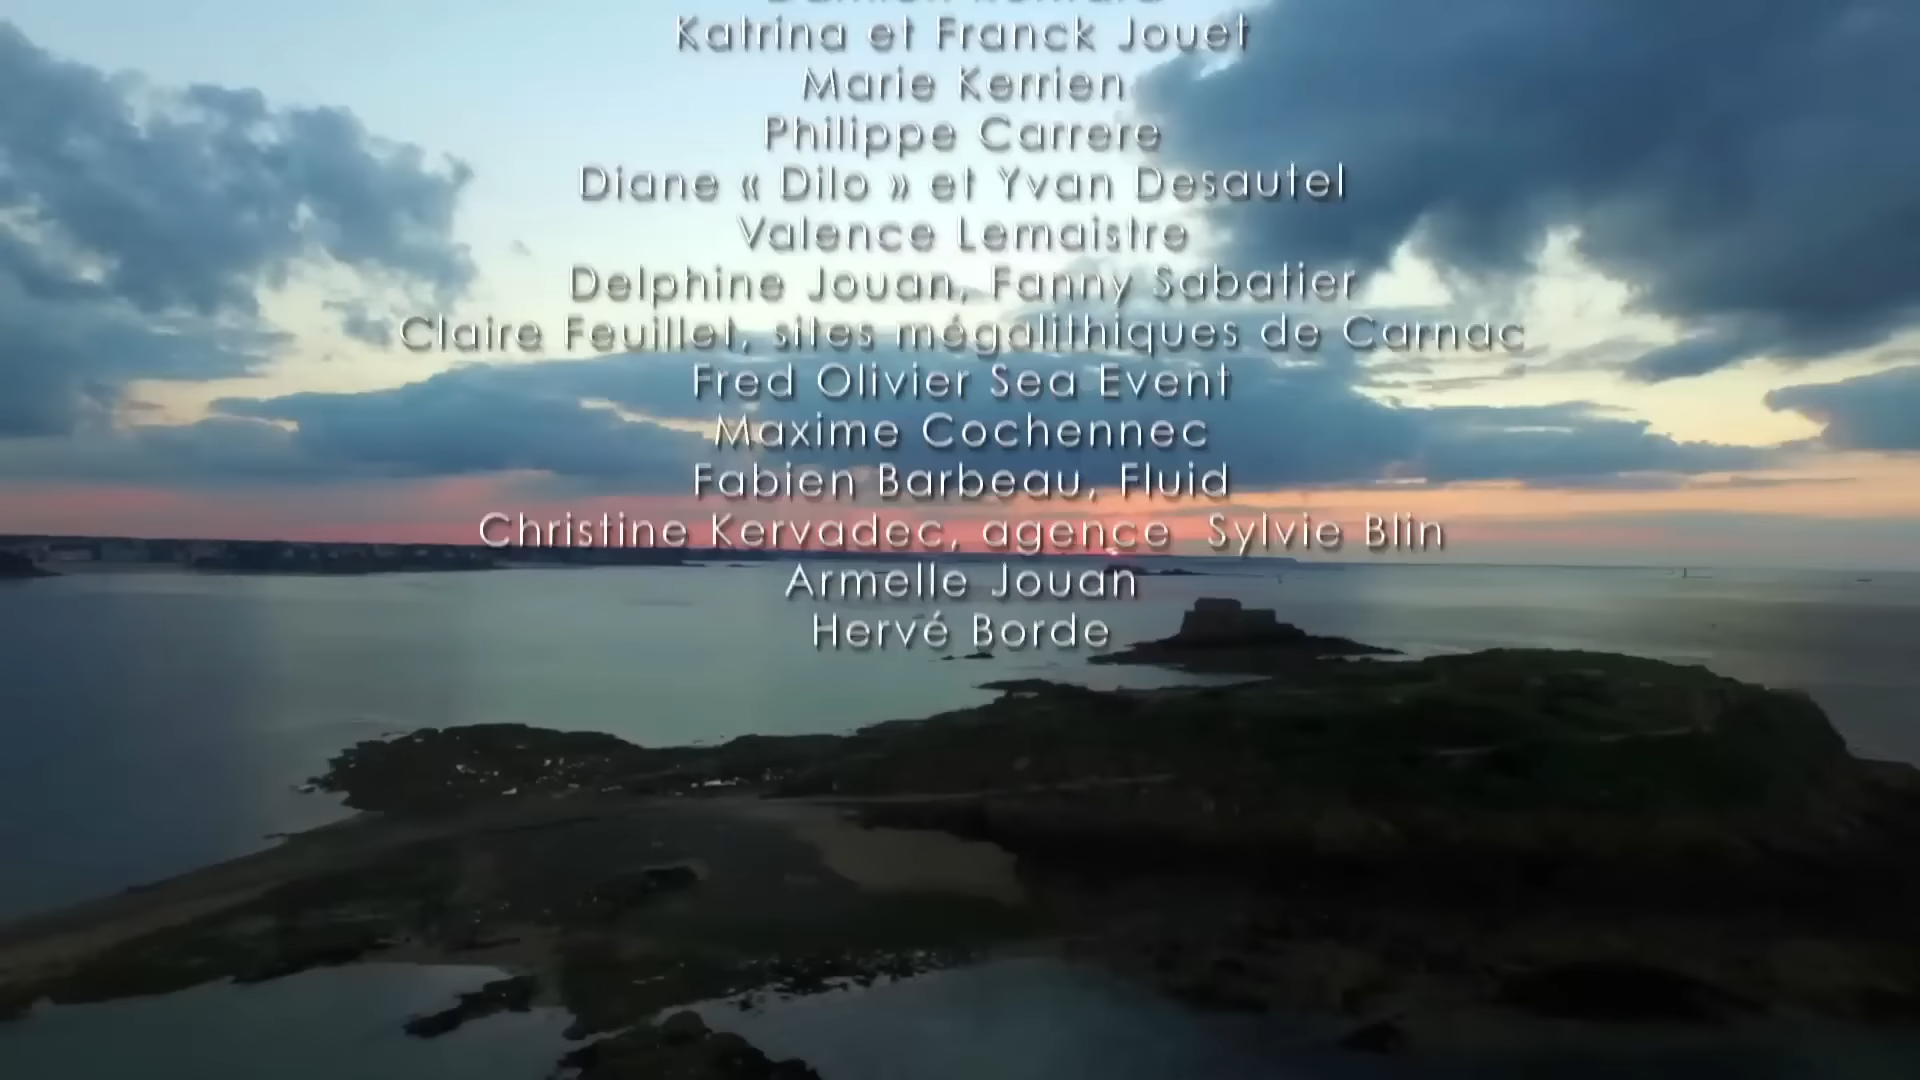 Katrina et Franck Jouet
Marie Kerrien
Philippe Carrere
Diane « Dilo » et Yvan Desautel
Valence Lemaistre
Delphine Jouan, Fanny Sabatier
Claire Feuillet, sites mégalithiques de Carnac
Fred Olivier Sea Event
Maxime Cochennec
Fabien Barbeau, Fluid
Christine Kervadec, agence  Sylvie Blin
Armelle Jouan
Hervé Borde